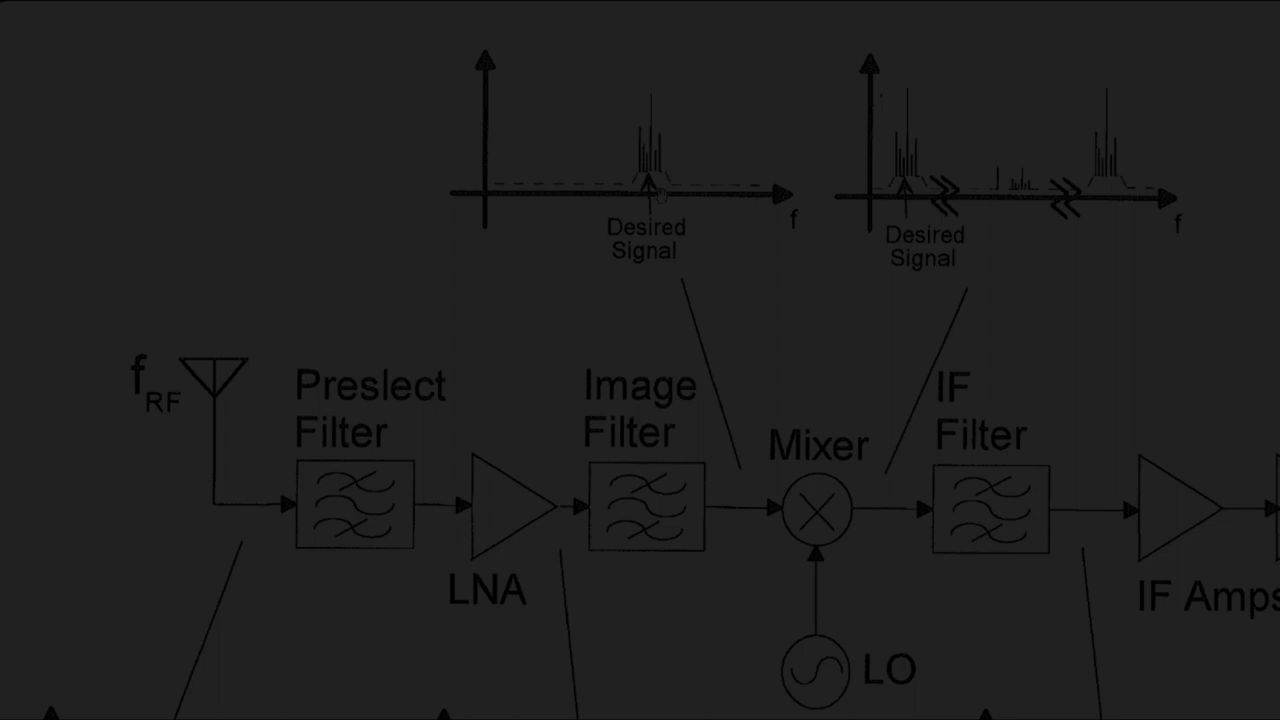 f
f
Desired
Signal
Desired
Signal
f
RF
Preslect
Filter
Image
Filter
Mixer
IF
Filter
LNA
IF Amps
LO